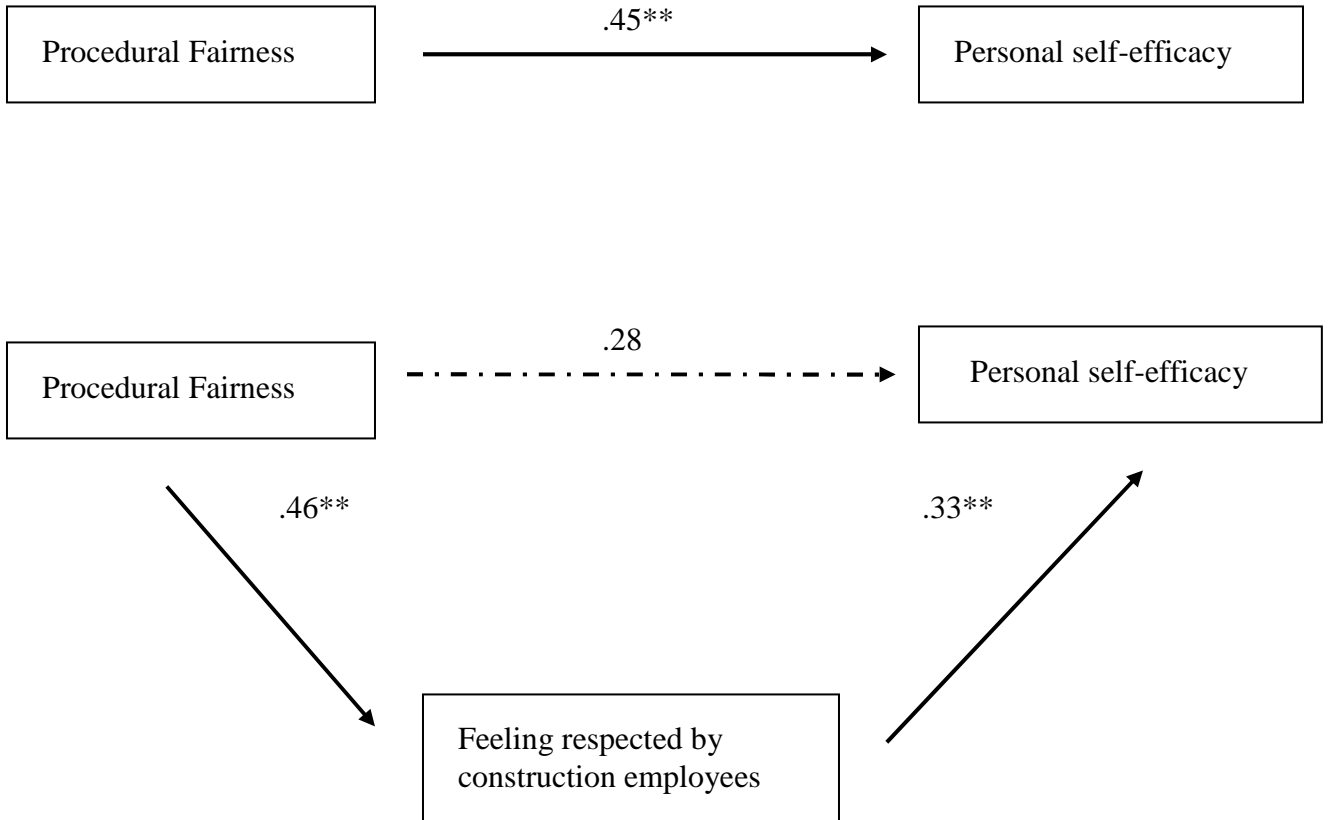 .45**
Procedural Fairness
Personal self-efficacy
.28
Procedural Fairness
Personal self-efficacy
.46**
.33**
Feeling respected by
construction employees